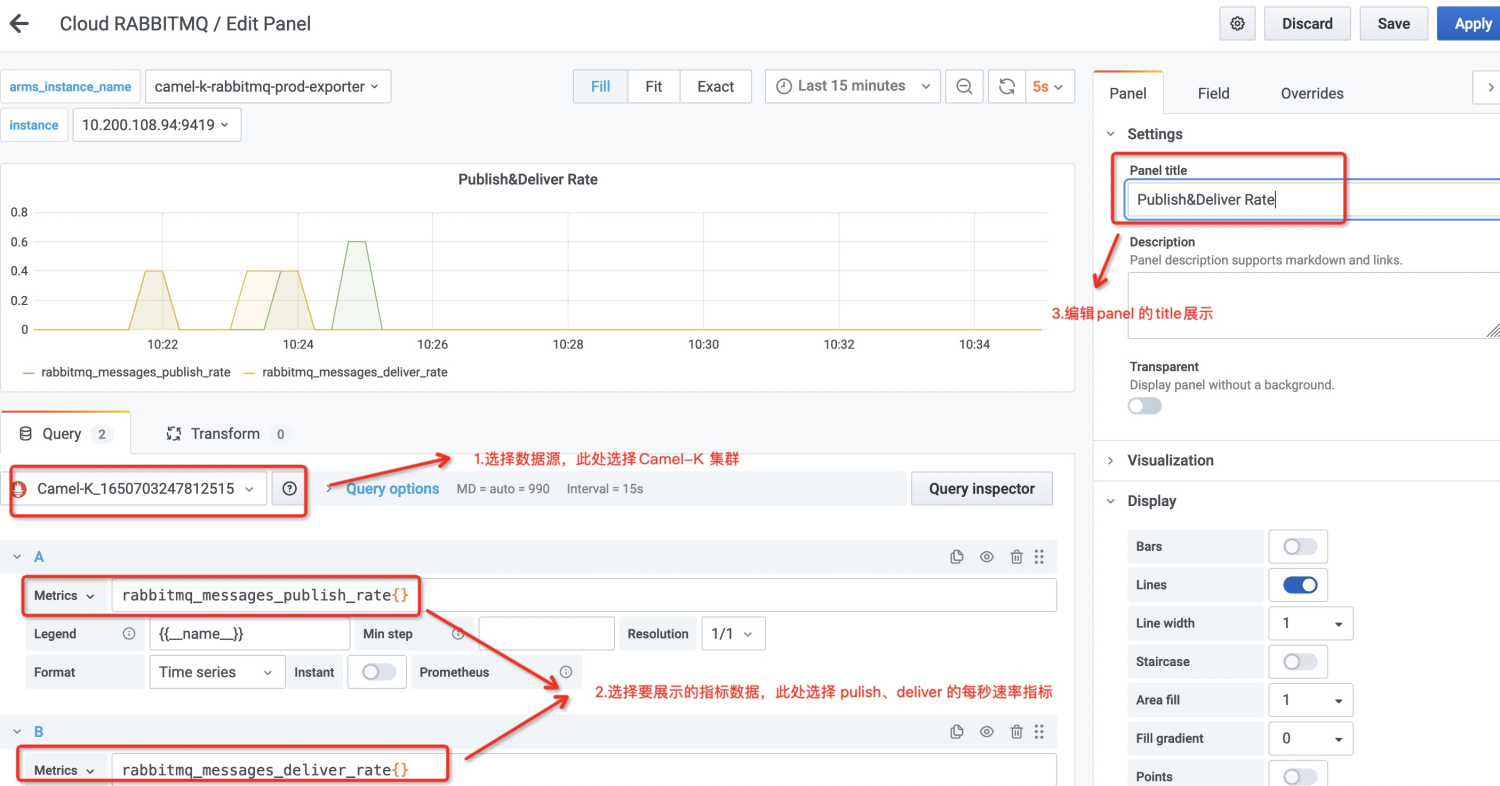 Cloud RABBITMQ / Edit Panel
Discard
Save
Apply
arms_instance_name
camel-k-rabbitmq-prod-exporter
Fill
Fit
Exact
Last 15 minutes
5s
instance
10.200.108.94:9419
Publish&Deliver Rate
0.8
0.6
0.4
0.2
0
10:22
10:24
10:26
10:28
10:30
10:32
10:34
rabbitmq_messages_publish_rate
rabbitmq_messages_deliver_rate
Query 2
Transform 0
1.选择数据源，此处选择Camel-K 集群
Camel-K_1650703247812515
Query options
MD = auto = 990
Interval = 15s
Query inspector
A
Metrics
rabbitmq_messages_publish_rate{}
Legend
{{__name__}}
Min step
Resolution
1/1
Format
Time series
Instant
Prometheus
2.选择要展示的指标数据，此处选择 pulish、deliver 的每秒速率指标
B
Metrics
rabbitmq_messages_deliver_rate{}
Panel
Field
Overrides
Settings
Panel title
Publish&Deliver Rate
Description
Panel description supports markdown and links.
3.编辑panel 的title展示
Transparent
Display panel without a background.
Visualization
Display
Bars
Lines
Line width
1
Staircase
Area fill
1
Fill gradient
0
Points